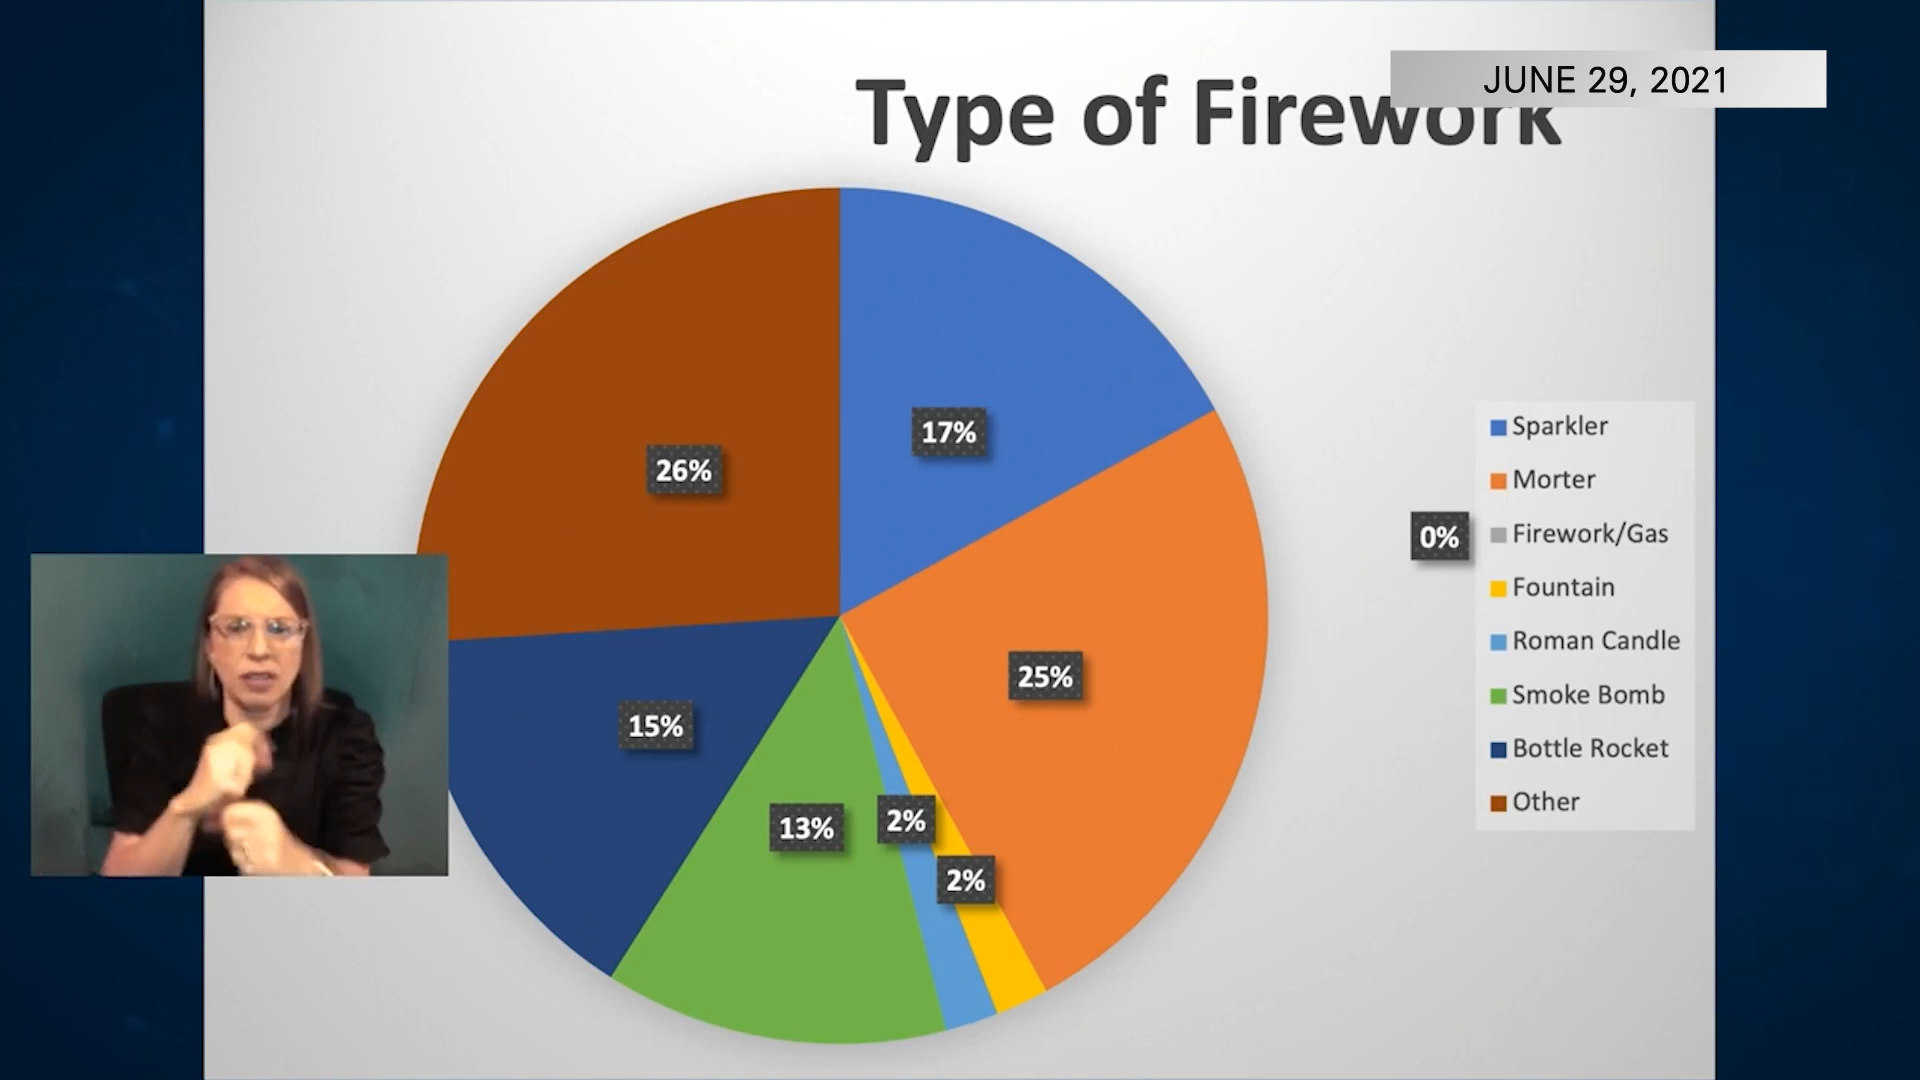 JUNE 29, 2021
Type of Firework
17%
26%
25%
15%
13%
2%
2%
0%
Sparkler
Morter
Firework/Gas
Fountain
Roman Candle
Smoke Bomb
Bottle Rocket
Other